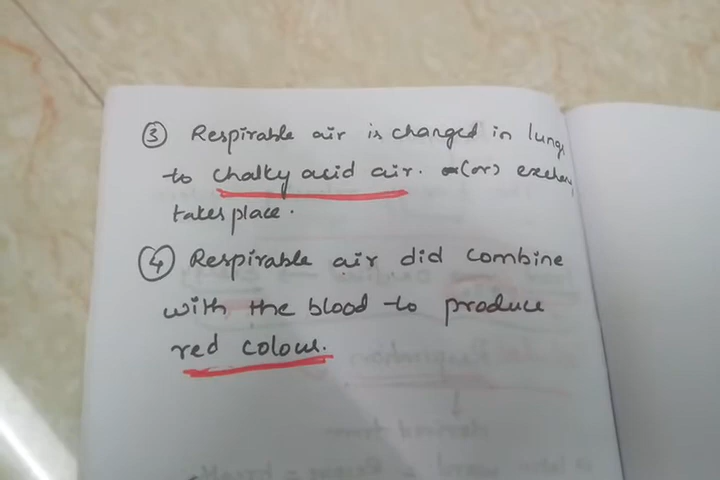 ③ Respirable air is changed in lungs
to chalky acid air. (or)
takes place.
④ Respirable air did combine
with the blood to produce
red colour.